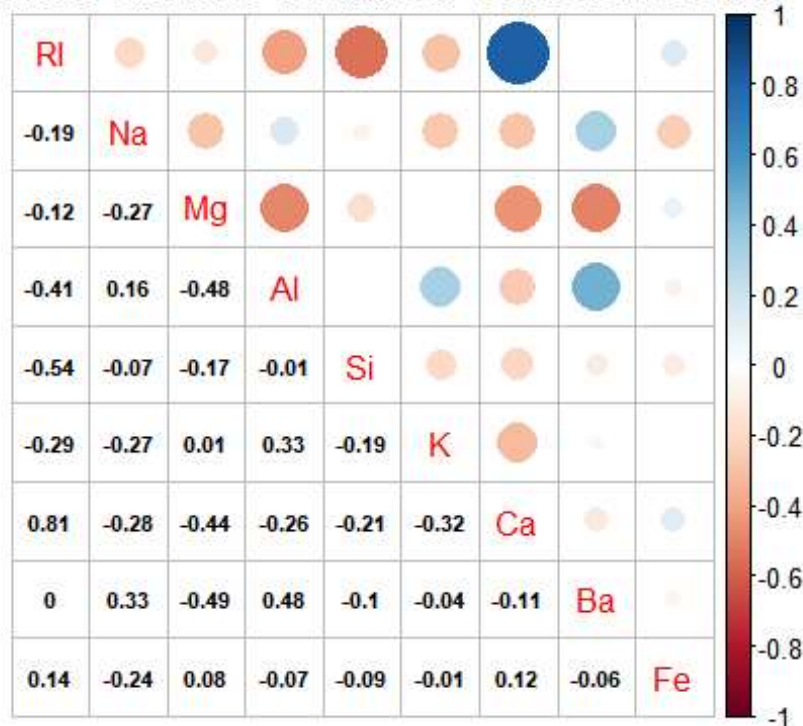 RI
-0.19 Na
-0.12 -0.27 Mg
-0.41 0.16 -0.48 Al
-0.54 -0.07 -0.17 -0.01 Si
-0.29 -0.27 0.01 0.33 -0.19 K
0.81 -0.28 -0.44 -0.26 -0.21 -0.32 Ca
0 0.33 -0.49 0.48 -0.1 -0.04 -0.11 Ba
0.14 -0.24 0.08 -0.07 -0.09 -0.01 0.12 -0.06 Fe
1
0.8
0.6
0.4
0.2
0
-0.2
-0.4
-0.6
-0.8
-1